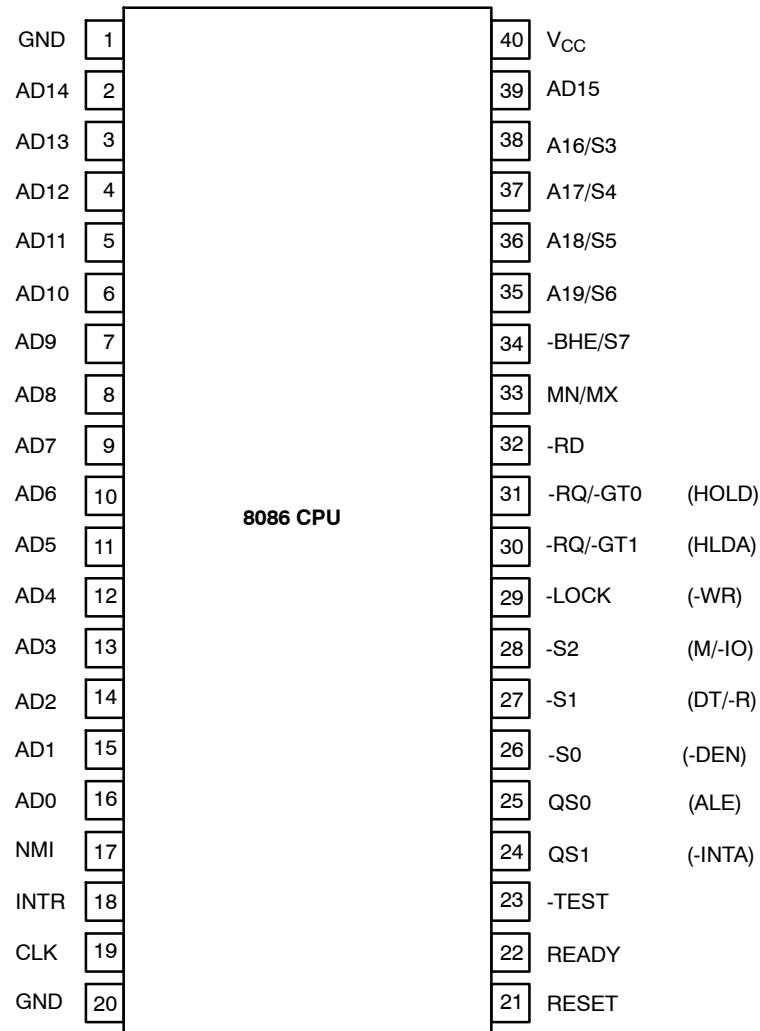 GND 1 40 VCC
AD14 2 39 AD15
AD13 3 38 A16/S3
AD12 4 37 A17/S4
AD11 5 36 A18/S5
AD10 6 35 A19/S6
AD9 7 34 -BHE/S7
AD8 8 33 MN/MX
AD7 9 32 -RD
AD6 10 31 -RQ/-GT0 (HOLD)
8086 CPU
AD5 11 30 -RQ/-GT1 (HLDA)
AD4 12 29 -LOCK (-WR)
AD3 13 28 -S2 (M/-IO)
AD2 14 27 -S1 (DT/-R)
AD1 15 26 -S0 (-DEN)
AD0 16 25 QS0 (ALE)
NMI 17 24 QS1 (-INTA)
INTR 18 23 -TEST
CLK 19 22 READY
GND 20 21 RESET